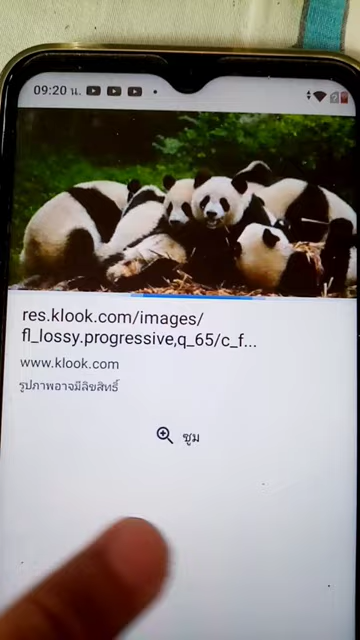 09:20 น.
res.klook.com/images/
fl_lossy.progressive,q_65/c_f...
www.klook.com
รูปภาพอาจมีลิขสิทธิ์
ซูม